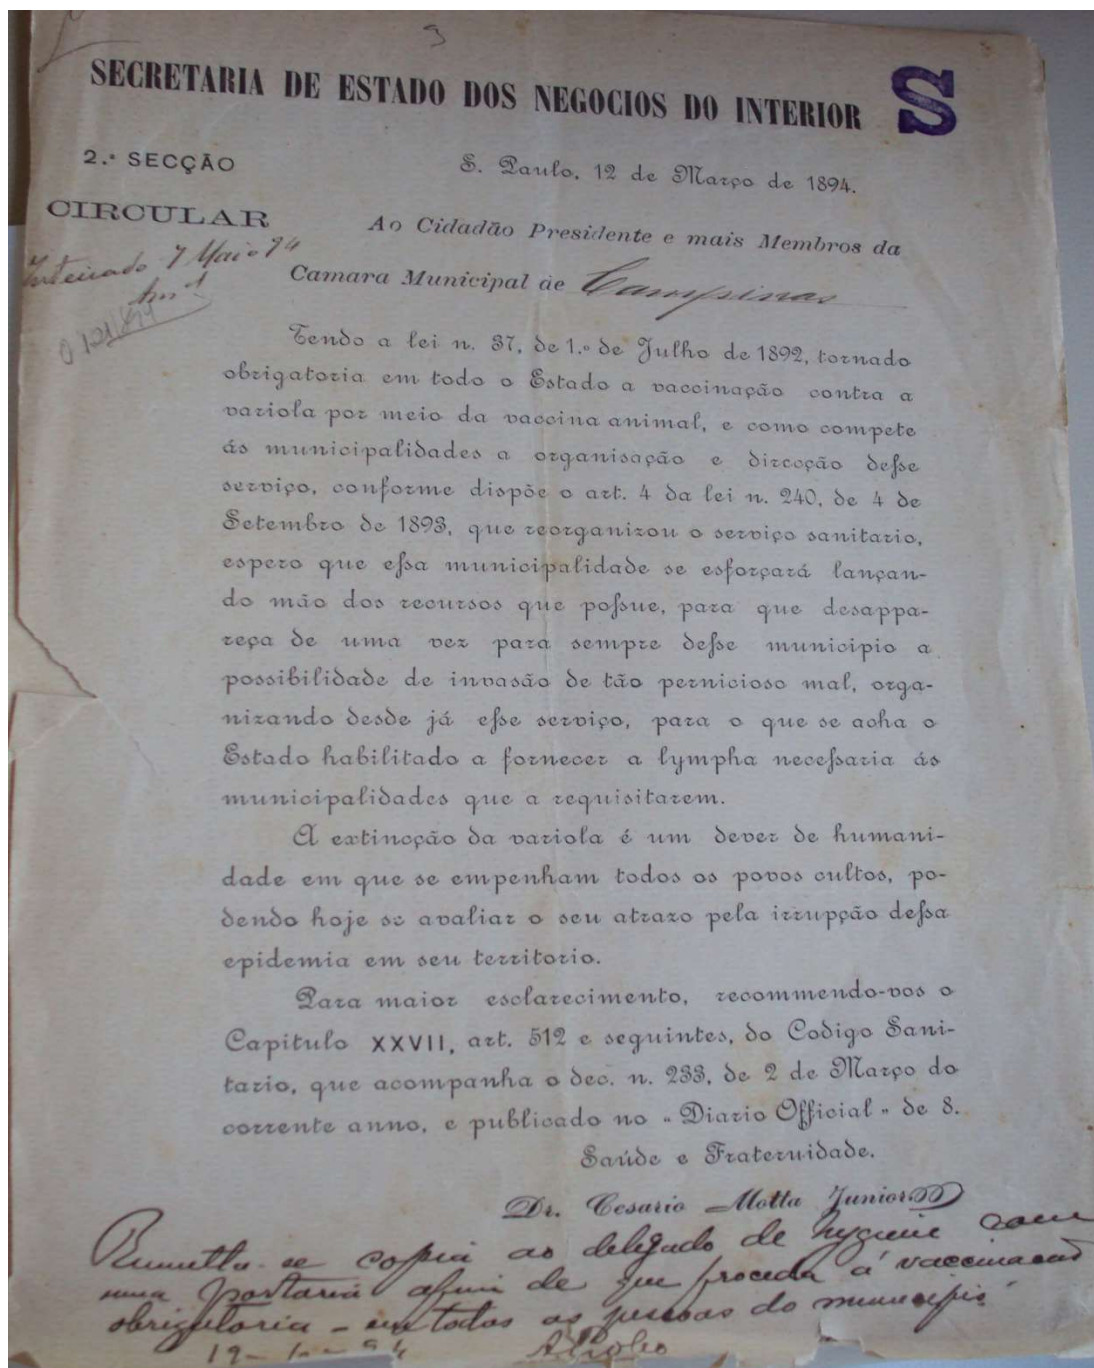 SECRETARIA DE ESTADO DOS NEGOCIOS DO INTERIOR S
2.ª SECÇÃO
S. Paulo, 12 de Março de 1894.
CIRCULAR
Inteirado 7 Maio 94
Ao Cidadão Presidente e mais Membros da
Camara Municipal de Campinas
Tendo a lei n. 37, de 1.º de Julho de 1892, tornado
obrigatoria em todo o Estado a vaccinação contra a
variola por meio da vaccina animal, e como compete
ás municipalidades a organisação e direcção desse
serviço, conforme dispõe o art. 4 da lei n. 240, de 4 de
Setembro de 1893, que reorganizou o serviço sanitario,
espero que essa municipalidade se esforçará lançan-
do mão dos recursos que possue, para que desappa-
reça de uma vez para sempre desse municipio a
possibilidade de invasão de tão pernicioso mal, orga-
nizando desde já esse serviço, para o que se acha o
Estado habilitado a fornecer a lympha necessaria ás
municipalidades que a requisitarem.
A extincção da variola é um dever de humani-
dade em que se empenham todos os povos cultos, po-
dendo hoje se avaliar o seu atrazo pela irrupção dessa
epidemia em seu territorio.
Para maior esclarecimento, recommendo-vos o
Capitulo XXVII, art. 512 e seguintes, do Codigo Sani-
tario, que acompanha o dec. n. 233, de 2 de Março do
corrente anno, e publicado no "Diario Official" de 8.
Saúde e Fraternidade.
Dr. Cesario Motta Junior
Remetta-se copia ao delegado de hygiene com
uma portaria afim de que proceda á vaccinação
obrigatoria - em todas as pessoas do municipio